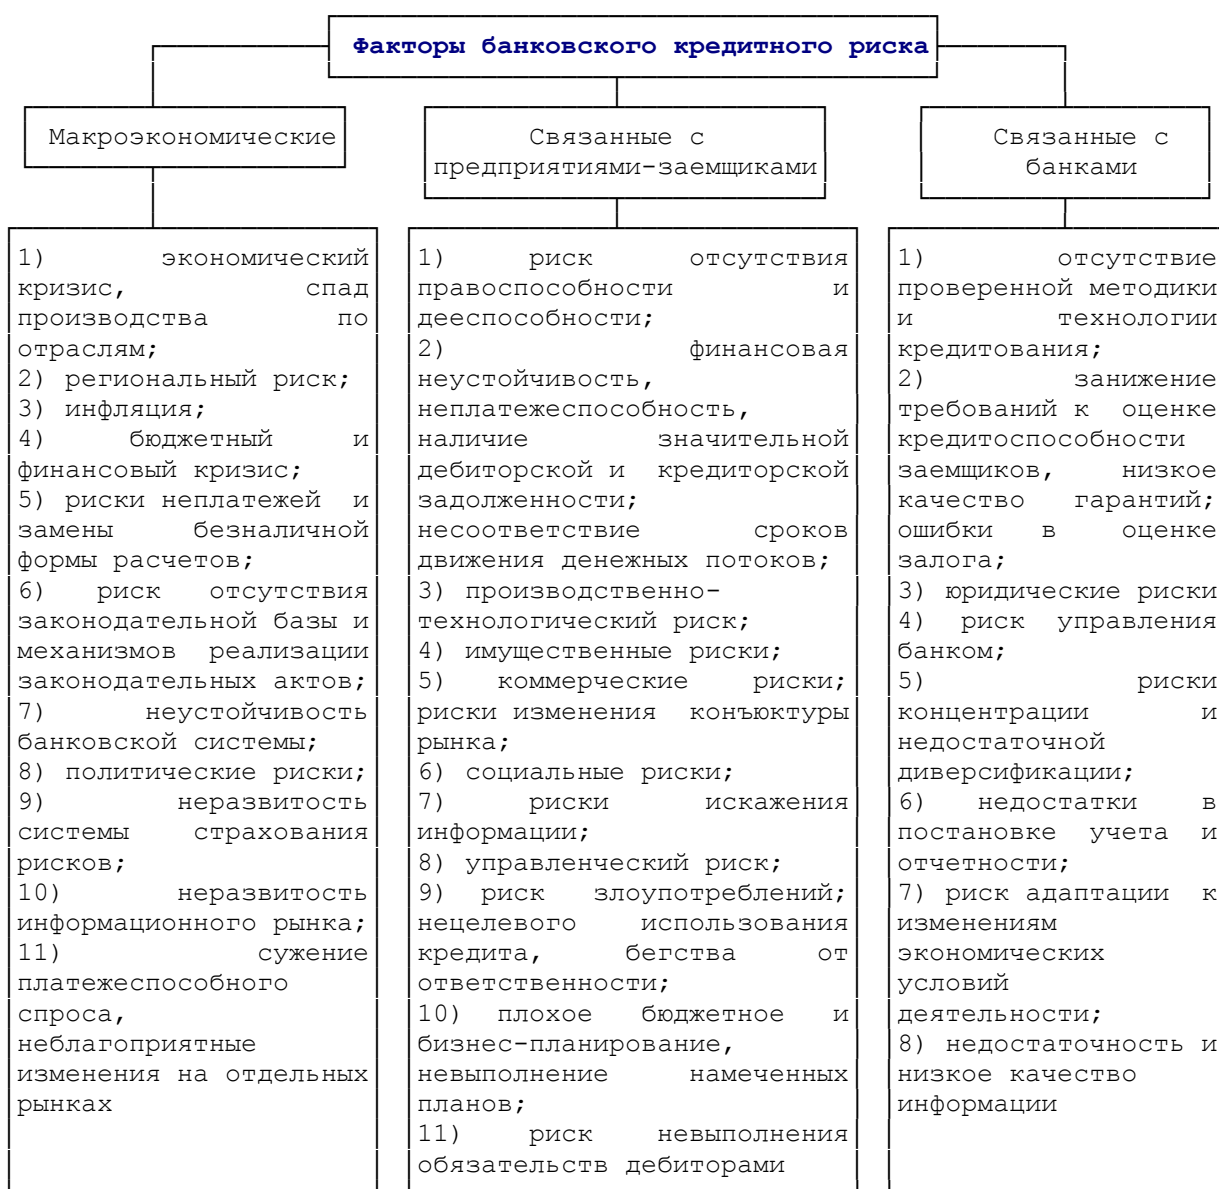 Факторы банковского кредитного риска
Макроэкономические
Связанные с
предприятиями-заемщиками
Связанные с
банками
1) экономический
кризис, спад
производства по
отраслям;
2) региональный риск;
3) инфляция;
4) бюджетный и
финансовый кризис;
5) риски неплатежей и
замены безналичной
формы расчетов;
6) риск отсутствия
законодательной базы и
механизмов реализации
законодательных актов;
7) неустойчивость
банковской системы;
8) политические риски;
9) неразвитость
системы страхования
рисков;
10) неразвитость
информационного рынка;
11) сужение
платежеспособного
спроса,
неблагоприятные
изменения на отдельных
рынках
1) риск отсутствия
правоспособности и
дееспособности;
2) финансовая
неустойчивость,
неплатежеспособность,
наличие значительной
дебиторской и кредиторской
задолженности;
несоответствие сроков
движения денежных потоков;
3) производственно-
технологический риск;
4) имущественные риски;
5) коммерческие риски;
риски изменения конъюктуры
рынка;
6) социальные риски;
7) риски искажения
информации;
8) управленческий риск;
9) риск злоупотреблений;
нецелевого использования
кредита, бегства от
ответственности;
10) плохое бюджетное и
бизнес-планирование,
невыполнение намеченных
планов;
11) риск невыполнения
обязательств дебиторами
1) отсутствие
проверенной методики
и технологии
кредитования;
2) занижение
требований к оценке
кредитоспособности
заемщиков, низкое
качество гарантий;
ошибки в оценке
залога;
3) юридические риски
4) риск управления
банком;
5) риски
концентрации и
недостаточной
диверсификации;
6) недостатки в
постановке учета и
отчетности;
7) риск адаптации к
изменениям
экономических
условий
деятельности;
8) недостаточность и
низкое качество
информации